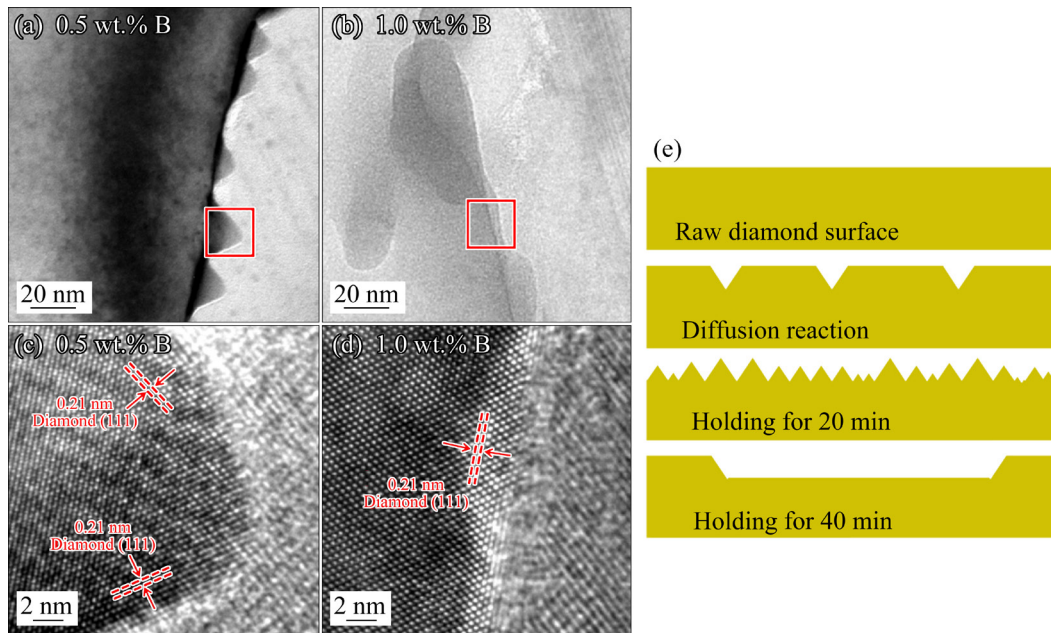 (a) 0.5 wt.% B
20 nm
(b) 1.0 wt.% B
20 nm
(c) 0.5 wt.% B
0.21 nm
Diamond (111)
0.21 nm
Diamond (111)
2 nm
(d) 1.0 wt.% B
0.21 nm
Diamond (111)
2 nm
(e)
Raw diamond surface
Diffusion reaction
Holding for 20 min
Holding for 40 min